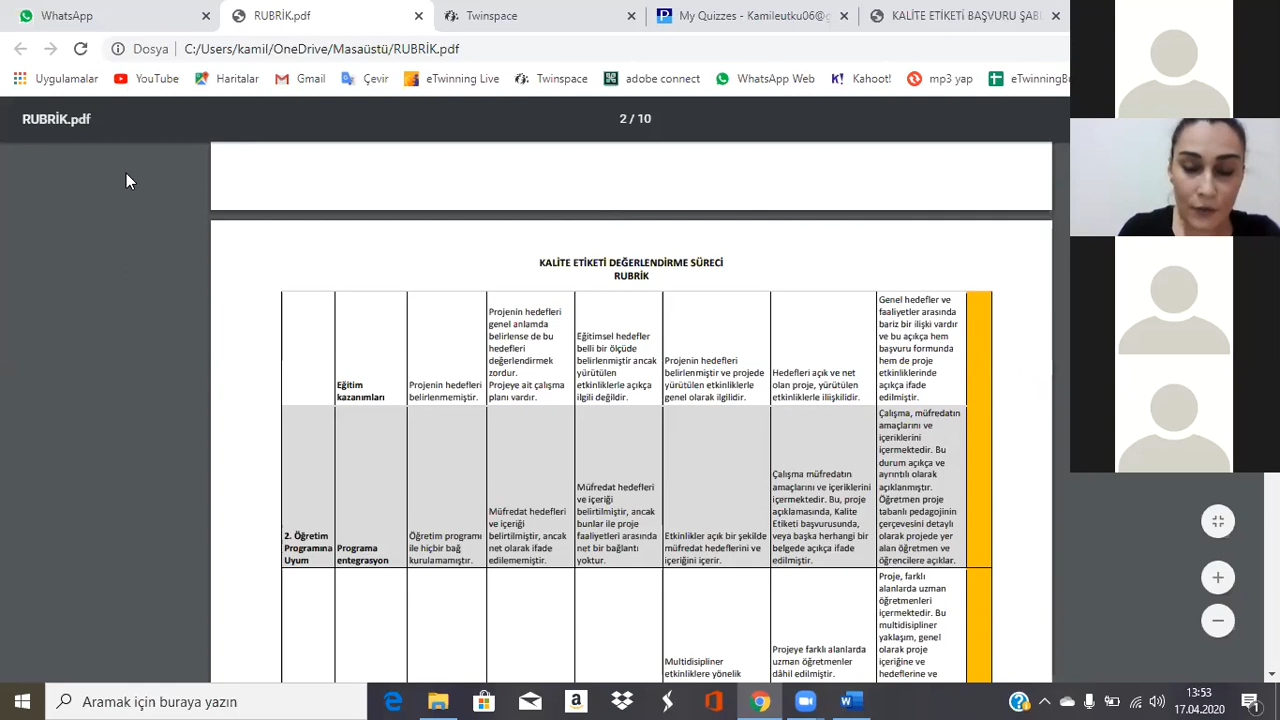 WhatsApp
RUBRİK.pdf
Twinspace
My Quizzes - Kamileutku06@g
KALİTE ETİKETİ BAŞVURU ŞAB
Dosya
C:/Users/kamil/OneDrive/Masaüstü/RUBRİK.pdf
Uygulamalar
YouTube
Haritalar
Gmail
Çevir
eTwinning Live
Twinspace
adobe connect
WhatsApp Web
Kahoot!
mp3 yap
eTwinningBu
RUBRİK.pdf
2 / 10
KALİTE ETİKETİ DEĞERLENDİRME SÜRECİ
RUBRİK
Eğitim
kazanımları
Projenin hedefleri
belirlenmemiştir.
Projenin hedefleri
genel anlamda
belirlense de bu
hedefleri
değerlendirmek
zordur.
Projeye ait çalışma
planı vardır.
Eğitimsel hedefler
belli bir ölçüde
belirlenmiştir ancak
yürütülen
etkinliklerle açıkça
ilgili değildir.
Projenin hedefleri
belirlenmiştir ve projede
yürütülen etkinliklerle
genel olarak ilgilidir.
Hedefleri açık ve net
olan proje, yürütülen
etkinliklerle iliişkilidir.
Genel hedefler ve
faaliyetler arasında
bariz bir ilişki vardır
ve bu açıkça hem
başvuru formunda
hem de proje
etkinliklerinde
açıkça ifade
edilmiştir.
2. Öğretim
Programına
Uyum
Programa
entegrasyon
Öğretim programı
ile hiçbir bağ
kurulamamıştır.
Müfredat hedefleri
ve içeriği
belirtilmiştir, ancak
net olarak ifade
edilememiştir.
Müfredat hedefleri
ve içeriği
belirtilmiştir, ancak
bunlar ile proje
faaliyetleri arasında
net bir bağlantı
yoktur.
Etkinlikler açık bir şekilde
müfredat hedeflerini ve
içeriğini içerir.
Çalışma müfredatın
amaçlarını ve içeriklerini
içermektedir. Bu, proje
açıklamasında, Kalite
Etiketi başvurusunda,
veya başka herhangi bir
belgede açıkça ifade
edilmiştir.
Çalışma, müfredatın
amaçlarını ve
içeriklerini
içermektedir. Bu
durum açıkça ve
ayrıntılı olarak
açıklanmıştır.
Öğretmen proje
tabanlı pedagojinin
çerçevesini detaylı
olarak projede yer
alan öğretmen ve
öğrencilere açıklar.
Multidisipliner
etkinliklere yönelik
Projeye farklı alanlarda
uzman öğretmenler
dâhil edilmiştir.
Proje, farklı
alanlarda uzman
öğretmenleri
içermektedir. Bu
multidisipliner
yaklaşım, genel
olarak proje
içeriğine ve
hedeflerine ve
Aramak için buraya yazın
13:53
17.04.2020